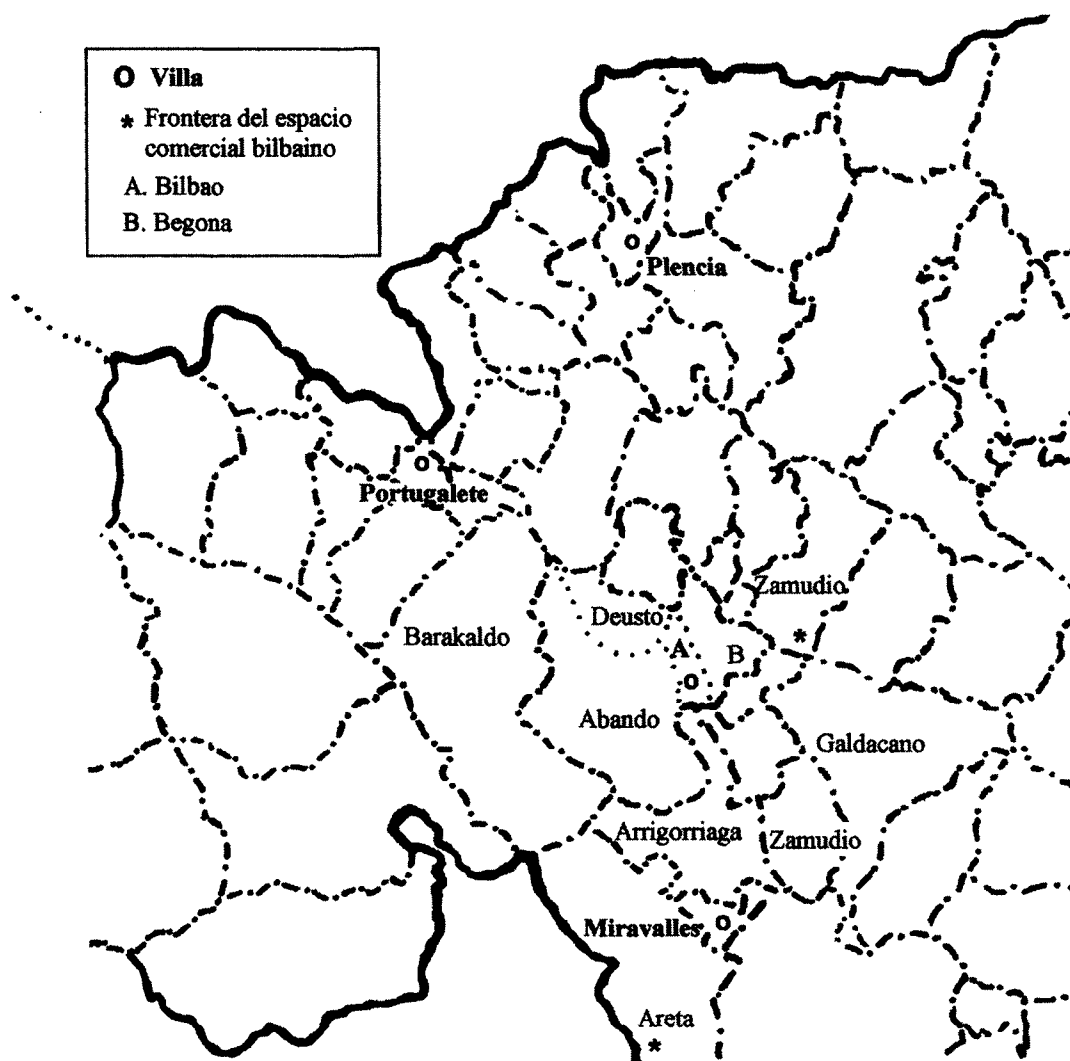 O Villa
* Frontera del espacio
comercial bilbaino
A. Bilbao
B. Begona
Plencia
Portugalete
Zamudio
Deusto
Barakaldo
*
A
B
Abando
Galdacano
Arrigorriaga
Zamudio
Miravalles
Areta
*